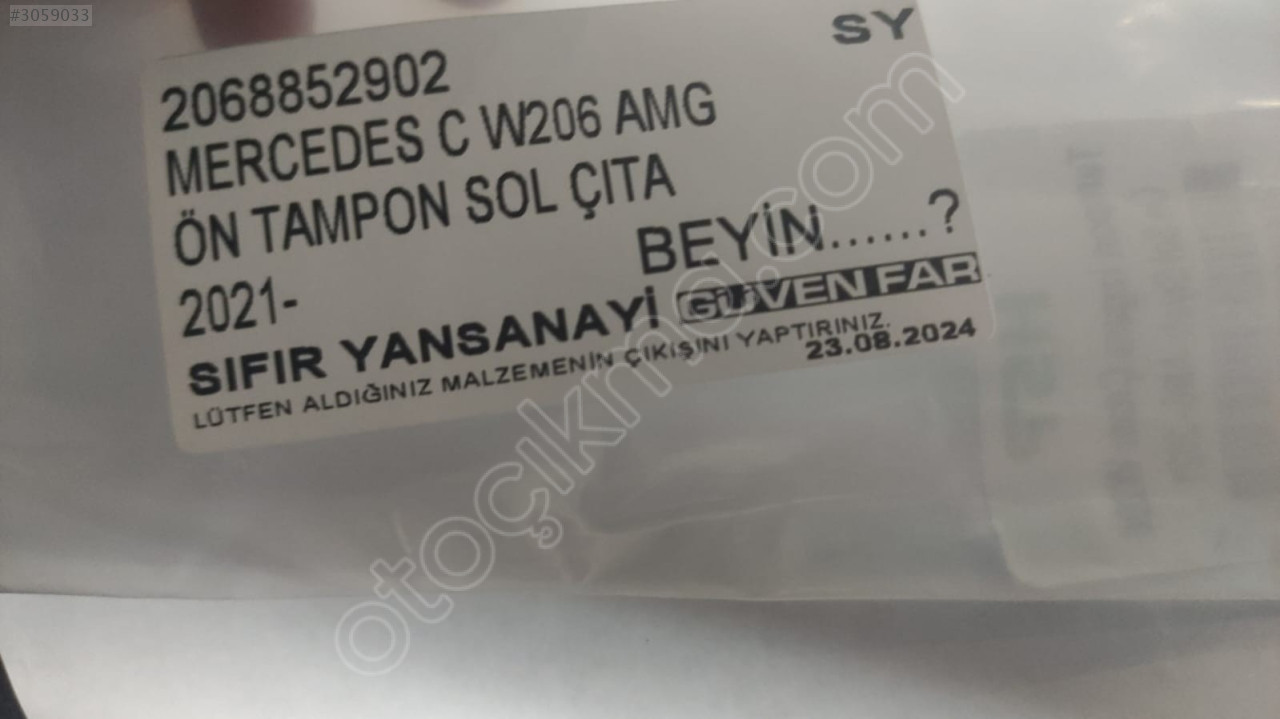 #3059033
SY
2068852902
MERCEDES C W206 AMG
ÖN TAMPON SOL ÇITA
BEYİN......?
2021-
SIFIR YANSANAYİ GÜVEN FAR
LÜTFEN ALDIĞINIZ MALZEMENİN ÇIKIŞINI YAPTIRINIZ.
23.08.2024
otoçıkma.com